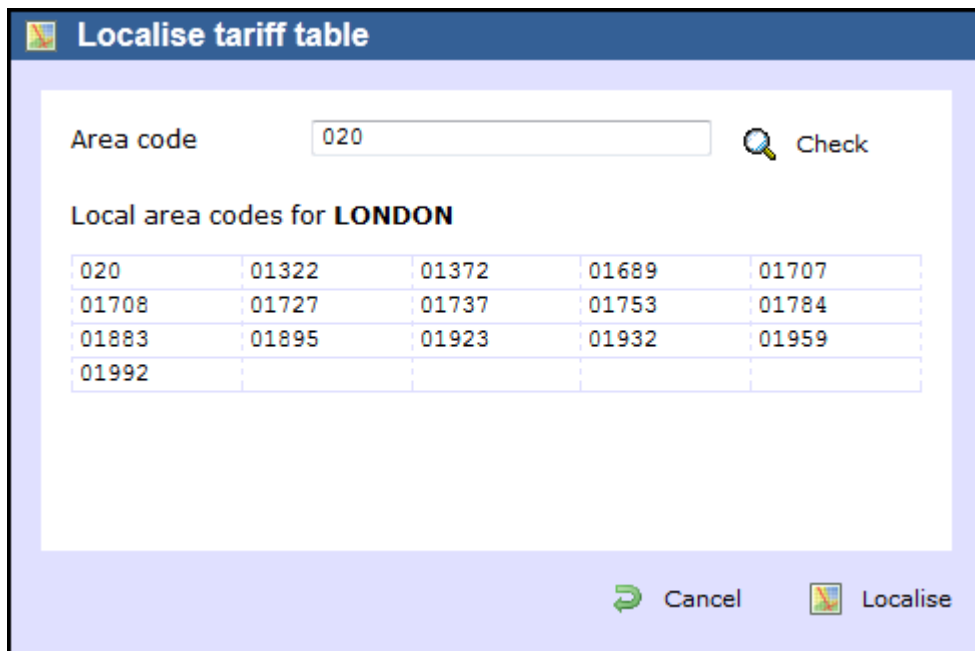 Localise tariff table
Area code 020 Check
Local area codes for LONDON
020 01322 01372 01689 01707
01708 01727 01737 01753 01784
01883 01895 01923 01932 01959
01992
Cancel Localise